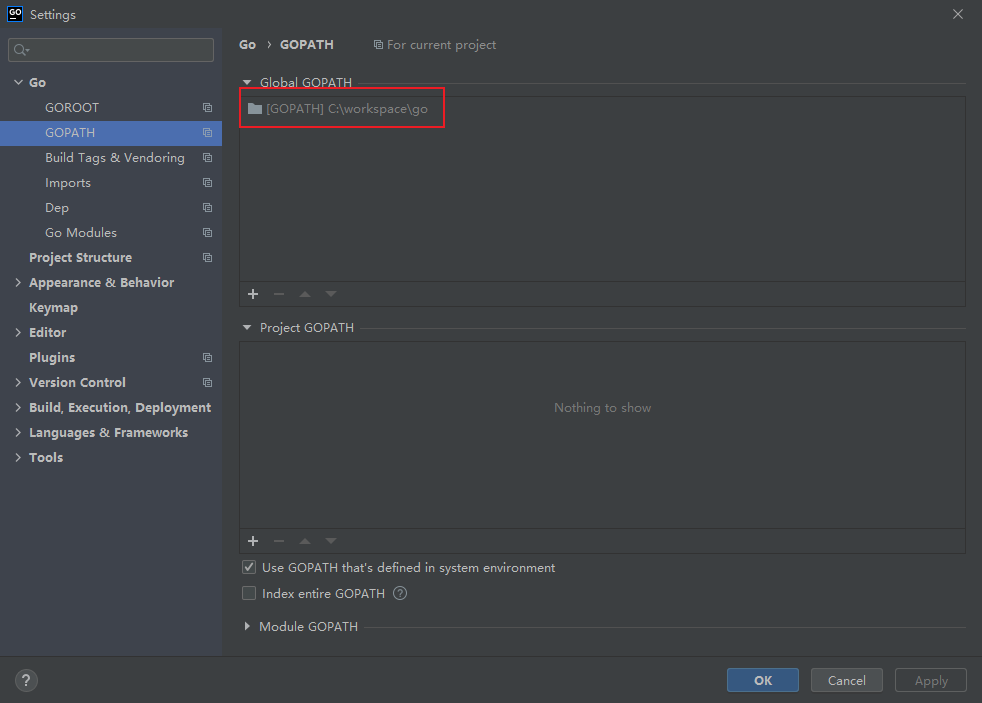 GO Settings
Go › GOPATH For current project
Go
GOROOT
GOPATH
Build Tags & Vendoring
Imports
Dep
Go Modules
Project Structure
Appearance & Behavior
Keymap
Editor
Plugins
Version Control
Build, Execution, Deployment
Languages & Frameworks
Tools
Global GOPATH
[GOPATH] C:\workspace\go
Project GOPATH
Nothing to show
Use GOPATH that's defined in system environment
Index entire GOPATH ?
Module GOPATH
? OK Cancel Apply